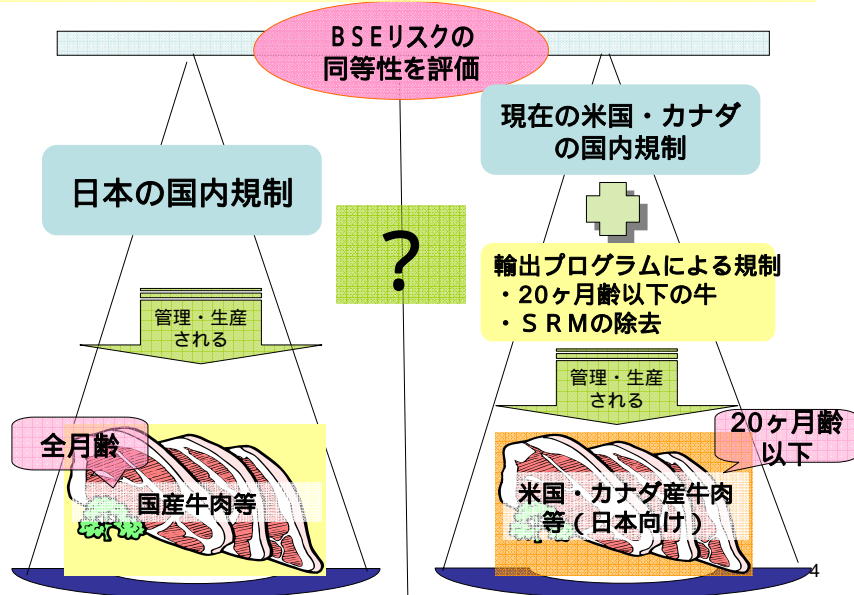 ＢＳＥリスクの
同等性を評価
現在の米国・カナダ
の国内規制
日本の国内規制
？
輸出プログラムによる規制
・20ヶ月齢以下の牛
・ＳＲＭの除去
管理・生産
される
管理・生産
される
全月齢
国産牛肉等
20ヶ月齢
以下
米国・カナダ産牛肉
等（日本向け）
4